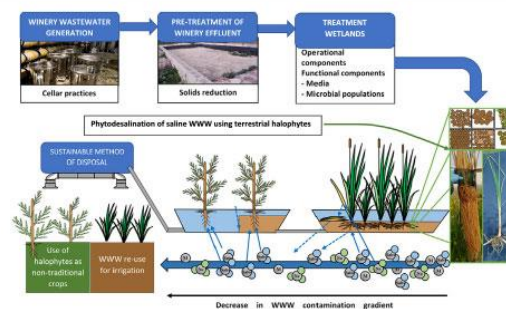 WINERY WASTEWATER
GENERATION
Cellar practices
PRE-TREATMENT OF
WINERY EFFLUENT
Solids reduction
TREATMENT
WETLANDS
Operational
components
Functional components
- Media
- Microbial populations
Phytodesalination of saline WWW using terrestrial halophytes
SUSTAINABLE METHOD
OF DISPOSAL
Use of
halophytes as
non-traditional
crops
WWW re-use
for irrigation
Decrease in WWW contamination gradient